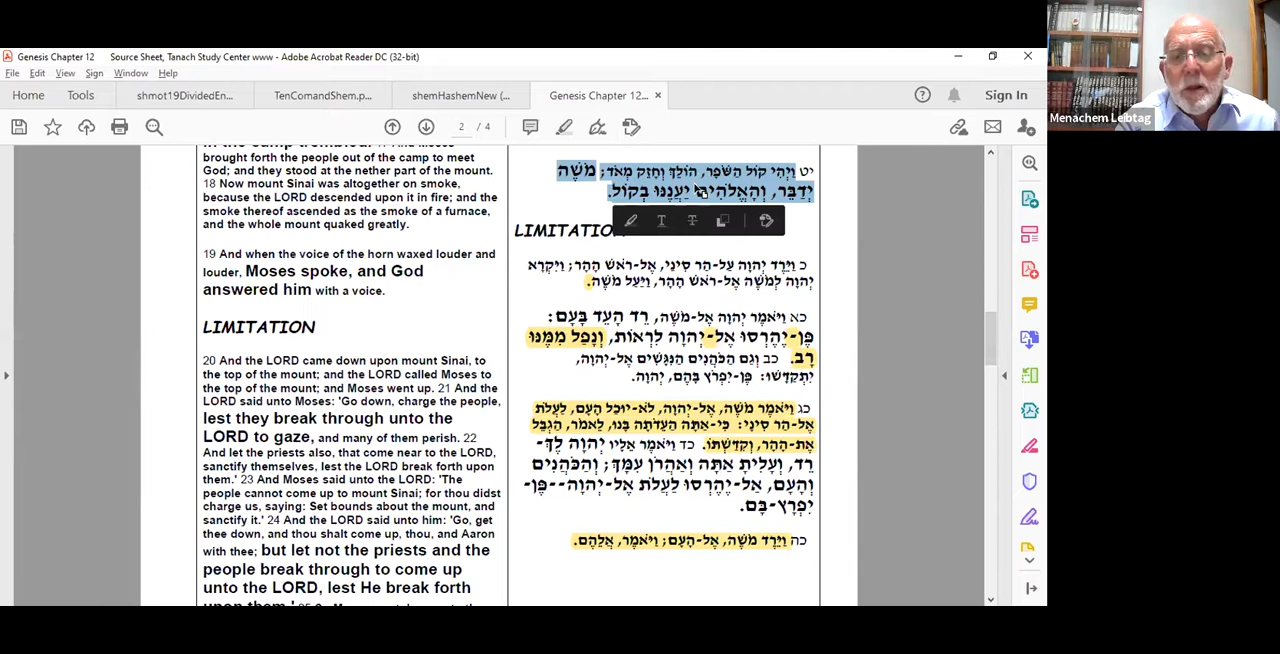 Genesis Chapter 12 Source Sheet, Tanach Study Center www - Adobe Acrobat Reader DC (32-bit)
File Edit View Sign Window Help
Home Tools shmot19DividedEn... TenComandShem.p... shemHashemNew (... Genesis Chapter 12... × Sign In
2 / 4
Menachem Leibtag
brought forth the people out of the camp to meet
God; and they stood at the nether part of the mount.
18 Now mount Sinai was altogether on smoke,
because the LORD descended upon it in fire; and the
smoke thereof ascended as the smoke of a furnace,
and the whole mount quaked greatly.
19 And when the voice of the horn waxed louder and
louder, Moses spoke, and God
answered him with a voice.
LIMITATION
20 And the LORD came down upon mount Sinai, to
the top of the mount; and the LORD called Moses to
the top of the mount; and Moses went up. 21 And the
LORD said unto Moses: 'Go down, charge the people,
lest they break through unto the
LORD to gaze, and many of them perish. 22
And let the priests also, that come near to the LORD,
sanctify themselves, lest the LORD break forth upon
them.' 23 And Moses said unto the LORD: 'The
people cannot come up to mount Sinai; for thou didst
charge us, saying: Set bounds about the mount, and
sanctify it.' 24 And the LORD said unto him: 'Go, get
thee down, and thou shalt come up, thou, and Aaron
with thee; but let not the priests and the
people break through to come up
unto the LORD, lest He break forth
יט וַיְהִי קוֹל הַשֹּׁפָר, הוֹלֵךְ וְחָזֵק מְאֹד; מֹשֶׁה
יְדַבֵּר, וְהָאֱלֹהִים יַעֲנֶנּוּ בְקוֹל.
LIMITATION
כ וַיֵּרֶד יְהוָה עַל-הַר סִינַי, אֶל-רֹאשׁ הָהָר; וַיִּקְרָא
יְהוָה לְמֹשֶׁה אֶל-רֹאשׁ הָהָר, וַיַּעַל מֹשֶׁה.
כא וַיֹּאמֶר יְהוָה אֶל-מֹשֶׁה, רֵד הָעֵד בָּעָם:
פֶּן-יֶהֶרְסוּ אֶל-יְהוָה לִרְאוֹת, וְנָפַל מִמֶּנּוּ
רָב. כב וְגַם הַכֹּהֲנִים הַנִּגָּשִׁים אֶל-יְהוָה,
יִתְקַדָּשׁוּ: פֶּן-יִפְרֹץ בָּהֶם, יְהוָה.
כג וַיֹּאמֶר מֹשֶׁה, אֶל-יְהוָה, לֹא-יוּכַל הָעָם, לַעֲלֹת
אֶל-הַר סִינָי: כִּי-אַתָּה הַעֵדֹתָה בָּנוּ, לֵאמֹר, הַגְבֵּל
אֶת-הָהָר, וְקִדַּשְׁתּוֹ. כד וַיֹּאמֶר אֵלָיו יְהוָה לֶךְ-
רֵד, וְעָלִיתָ אַתָּה וְאַהֲרֹן עִמָּךְ; וְהַכֹּהֲנִים
וְהָעָם, אַל-יֶהֶרְסוּ לַעֲלֹת אֶל-יְהוָה--פֶּן-
יִפְרָץ-בָּם.
כה וַיֵּרֶד מֹשֶׁה, אֶל-הָעָם; וַיֹּאמֶר, אֲלֵהֶם.